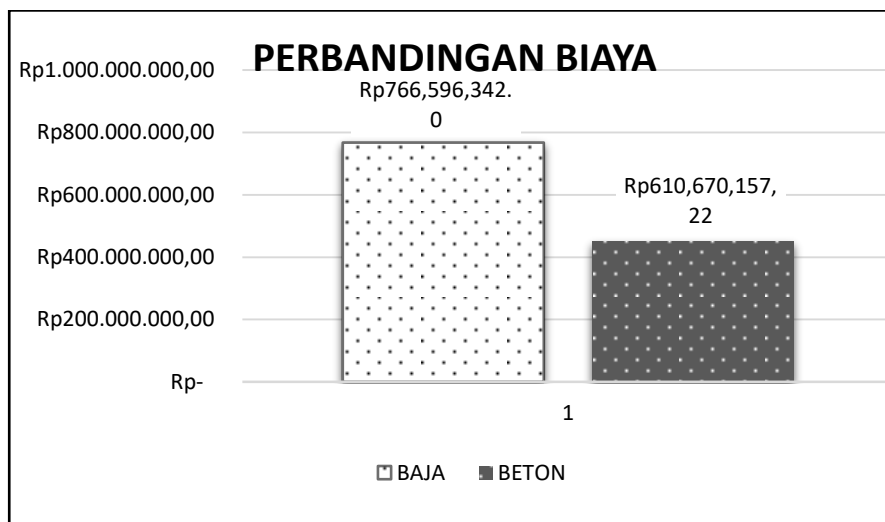 PERBANDINGAN BIAYA
Rp1.000.000.000,00
Rp800.000.000,00
Rp600.000.000,00
Rp400.000.000,00
Rp200.000.000,00
Rp-
Rp766,596,342.
0
Rp610,670,157,
22
1
BAJA
BETON